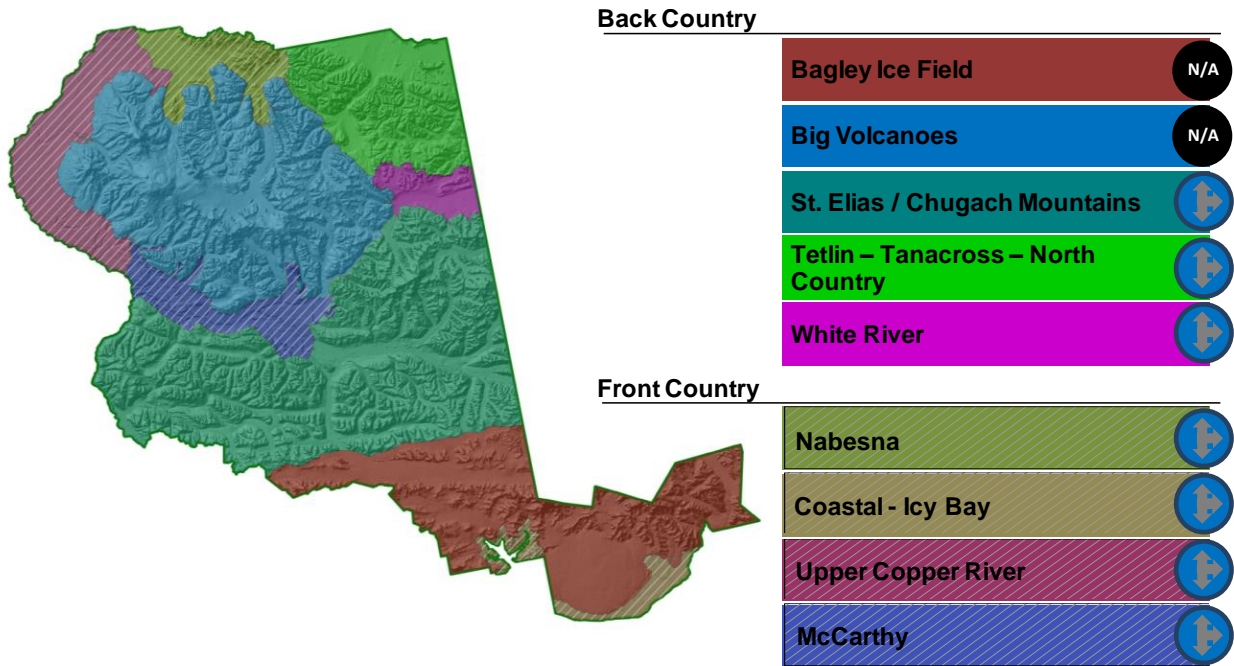 Back Country
Bagley Ice Field
N/A
Big Volcanoes
N/A
St. Elias / Chugach Mountains
Tetlin – Tanacross – North
Country
White River
Front Country
Nabesna
Coastal - Icy Bay
Upper Copper River
McCarthy